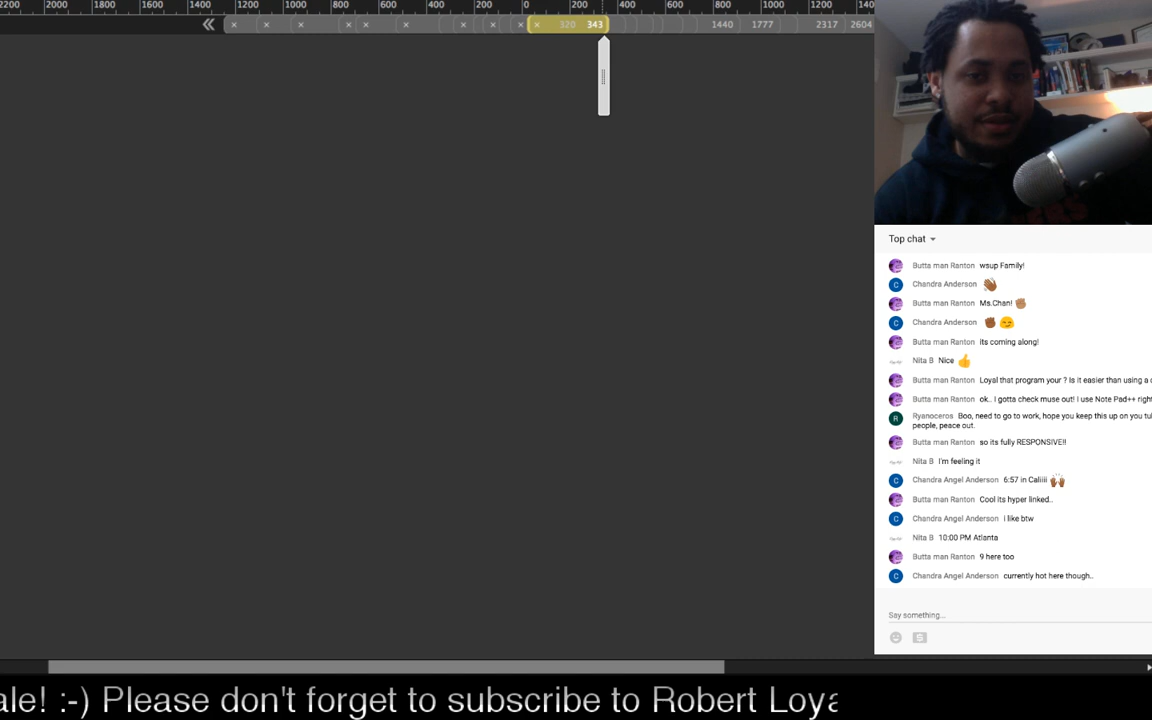 2200 2000 1800 1600 1400 1200 1000 800 600 400 200 0 200 400 600 800 1000 1200 140
« × × × × × × × × × × 320 343 400 1440 1777 2317 2604
Top chat
Butta man Ranton wsup Family!
Chandra Anderson 👋🏾
Butta man Ranton Ms.Chan! ✊🏽
Chandra Anderson ✊🏾 😊
Butta man Ranton its coming along!
Nita B Nice 👍
Butta man Ranton Loyal that program your ? Is it easier than using a
Butta man Ranton ok.. I gotta check muse out! I use Note Pad++ right
R Ryanoceros Boo, need to go to work, hope you keep this up on you tu
people, peace out.
Butta man Ranton so its fully RESPONSIVE!!
Nita B I'm feeling it
C Chandra Angel Anderson 6:57 in Caliiii 🙌🏾
Butta man Ranton Cool its hyper linked..
C Chandra Angel Anderson i like btw
Nita B 10:00 PM Atlanta
Butta man Ranton 9 here too
C Chandra Angel Anderson currently hot here though..
Say something...
ale! :-) Please don't forget to subscribe to Robert Loya